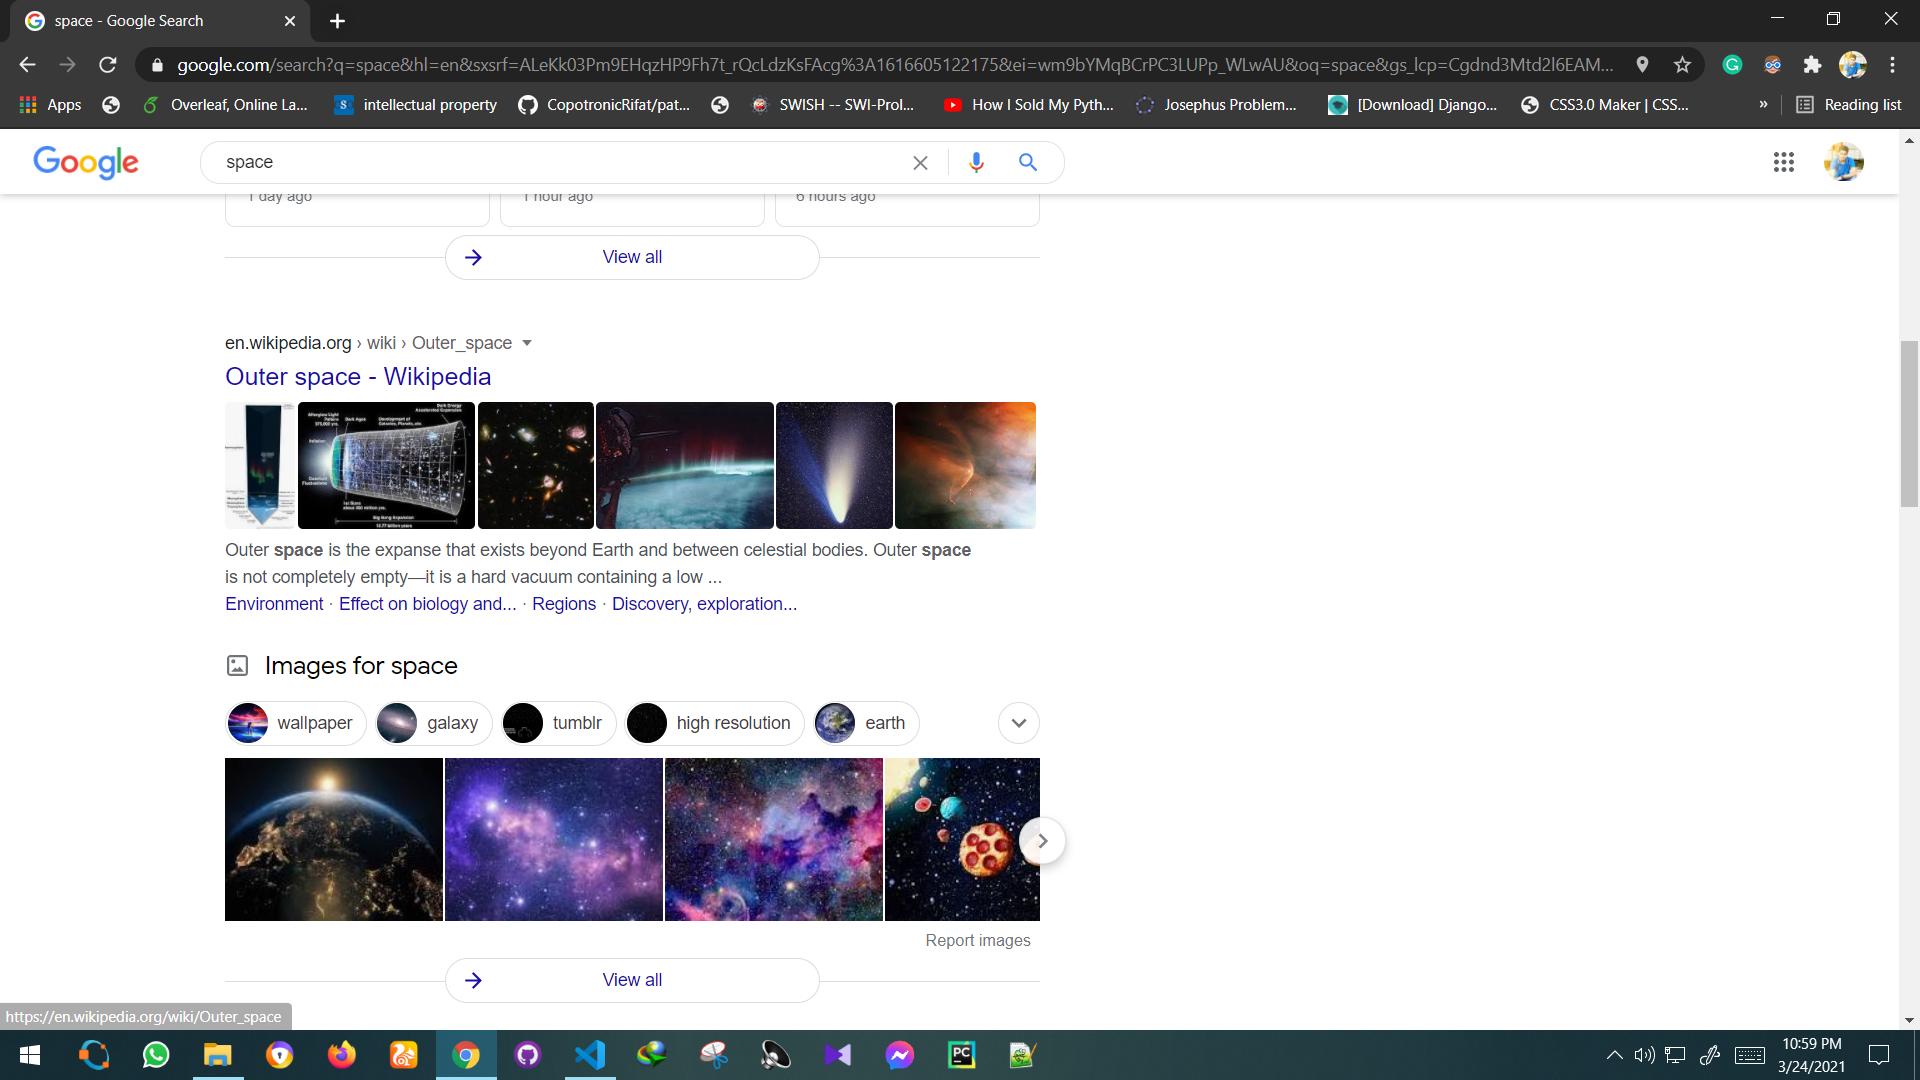 space - Google Search
google.com/search?q=space&hl=en&sxsrf=ALeKk03Pm9EHqzHP9Fh7t_rQcLdzKsFAcg%3A1616605122175&ei=wm9bYMqBCrPC3LUPp_WLwAU&oq=space&gs_lcp=Cgdnd3Mtd2l6EAM...
Apps Overleaf, Online La... intellectual property CopotronicRifat/pat... SWISH -- SWI-Prol... How I Sold My Pyth... Josephus Problem... [Download] Django... CSS3.0 Maker | CSS... » Reading list
Google space
1 day ago 1 hour ago 6 hours ago
View all
en.wikipedia.org › wiki › Outer_space
Outer space - Wikipedia
Outer space is the expanse that exists beyond Earth and between celestial bodies. Outer space
is not completely empty—it is a hard vacuum containing a low ...
Environment · Effect on biology and... · Regions · Discovery, exploration...
Images for space
wallpaper galaxy tumblr high resolution earth
Report images
View all
https://en.wikipedia.org/wiki/Outer_space
10:59 PM
3/24/2021